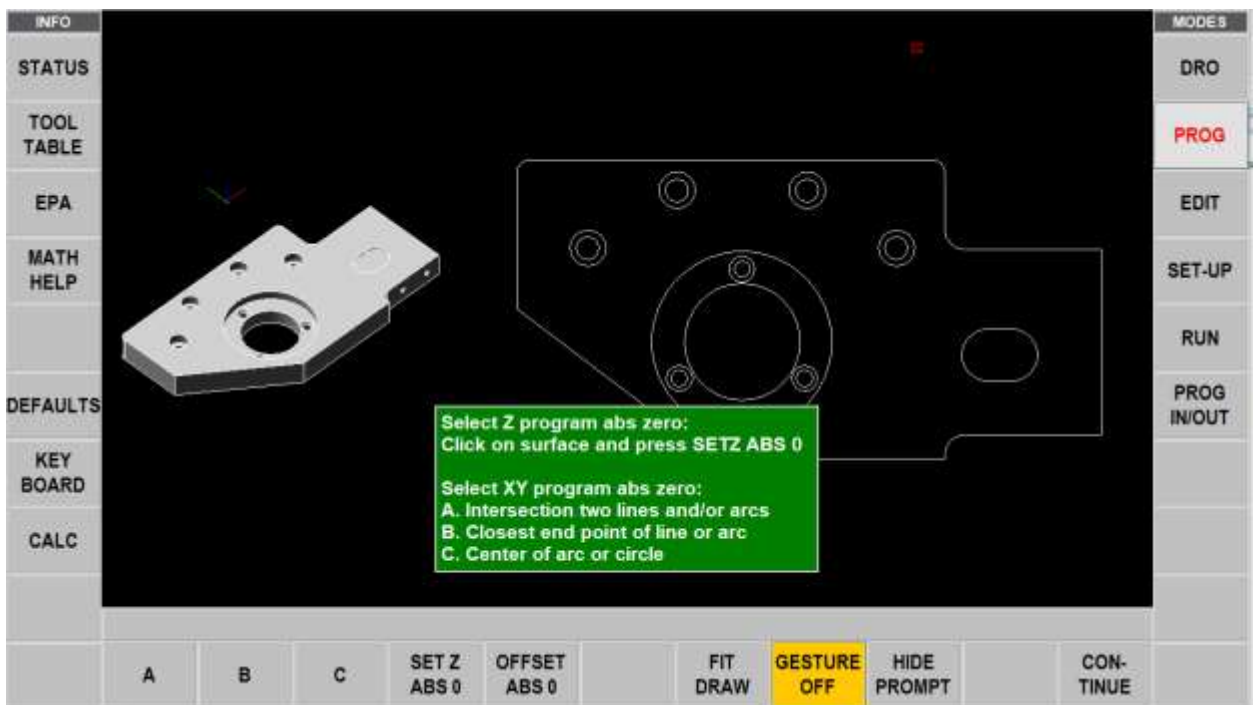 INFO
STATUS
TOOL
TABLE
EPA
MATH
HELP
DEFAULTS
KEY
BOARD
CALC
Select Z program abs zero:
Click on surface and press SETZ ABS 0
Select XY program abs zero:
A. Intersection two lines and/or arcs
B. Closest end point of line or arc
C. Center of arc or circle
MODES
DRO
PROG
EDIT
SET-UP
RUN
PROG
IN/OUT
A
B
C
SET Z
ABS 0
OFFSET
ABS 0
FIT
DRAW
GESTURE
OFF
HIDE
PROMPT
CON-
TINUE